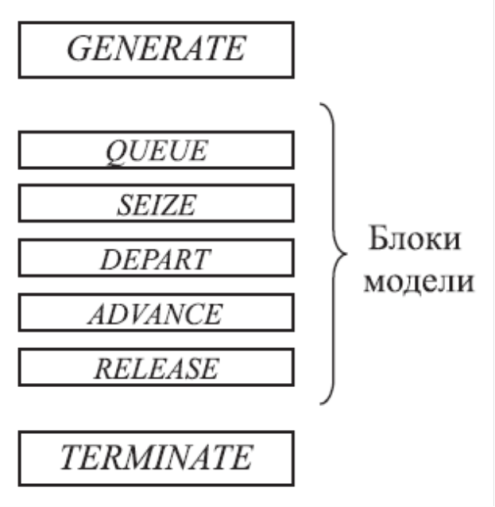 GENERATE
QUEUE
SEIZE
DEPART
ADVANCE
RELEASE
Блоки
модели
TERMINATE